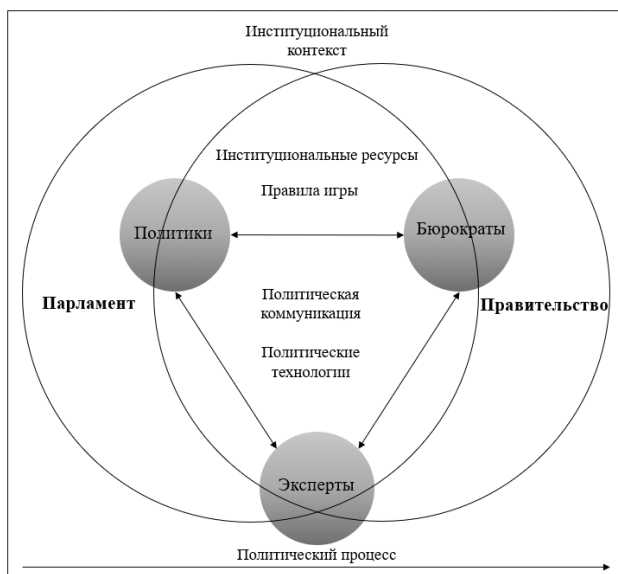 Институциональный
контекст
Институциональные ресурсы
Правила игры
Политики
Бюрократы
Парламент
Политическая
коммуникация
Правительство
Политические
технологии
Эксперты
Политический процесс